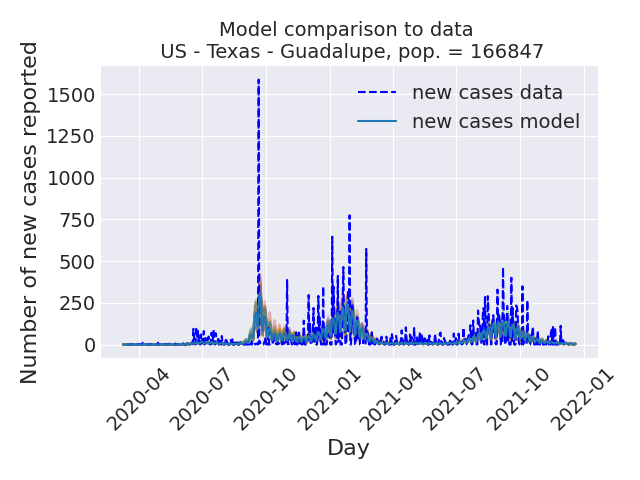 Model comparison to data
US - Texas - Guadalupe, pop. = 166847
Number of new cases reported
1500
1250
1000
750
500
250
0
new cases data
new cases model
2020-04
2020-07
2020-10
2021-01
2021-04
2021-07
2021-10
2022-01
Day